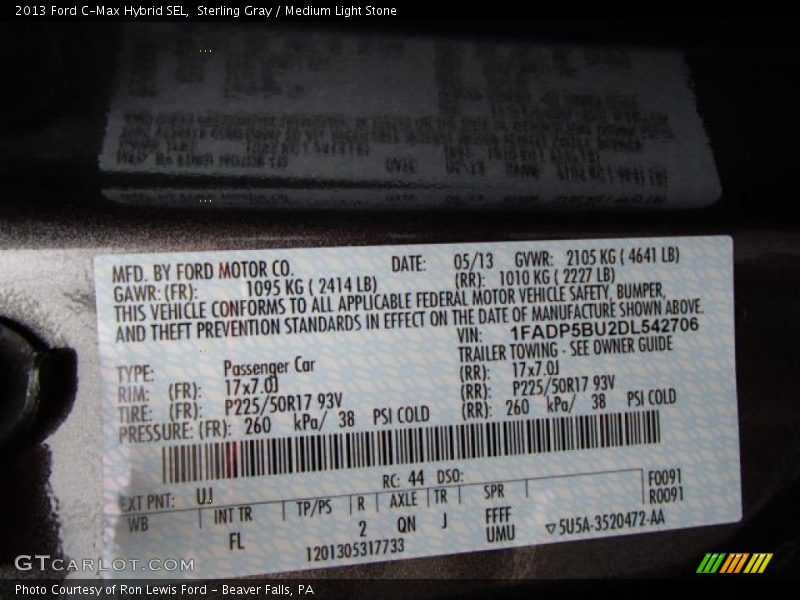 2013 Ford C-Max Hybrid SEL, Sterling Gray / Medium Light Stone
MFD. BY FORD MOTOR CO. DATE: 05/13 GVWR: 2105 KG ( 4641 LB)
GAWR: (FR): 1095 KG ( 2414 LB) (RR): 1010 KG ( 2227 LB)
THIS VEHICLE CONFORMS TO ALL APPLICABLE FEDERAL MOTOR VEHICLE SAFETY, BUMPER,
AND THEFT PREVENTION STANDARDS IN EFFECT ON THE DATE OF MANUFACTURE SHOWN ABOVE.
VIN: 1FADP5BU2DL542706
TYPE: Passenger Car TRAILER TOWING - SEE OWNER GUIDE
RIM: (FR): 17x7.0J (RR): 17x7.0J
TIRE: (FR): P225/50R17 93V (RR): P225/50R17 93V
PRESSURE: (FR): 260 kPa/ 38 PSI COLD (RR): 260 kPa/ 38 PSI COLD
EXT PNT: UJ RC: 44 DSO: F0091
WB INT TR TP/PS R AXLE TR SPR R0091
FL 2 QN J FFFF
UMU
1201305317733 5U5A-3520472-AA
GTCARLOT.COM
Photo Courtesy of Ron Lewis Ford - Beaver Falls, PA